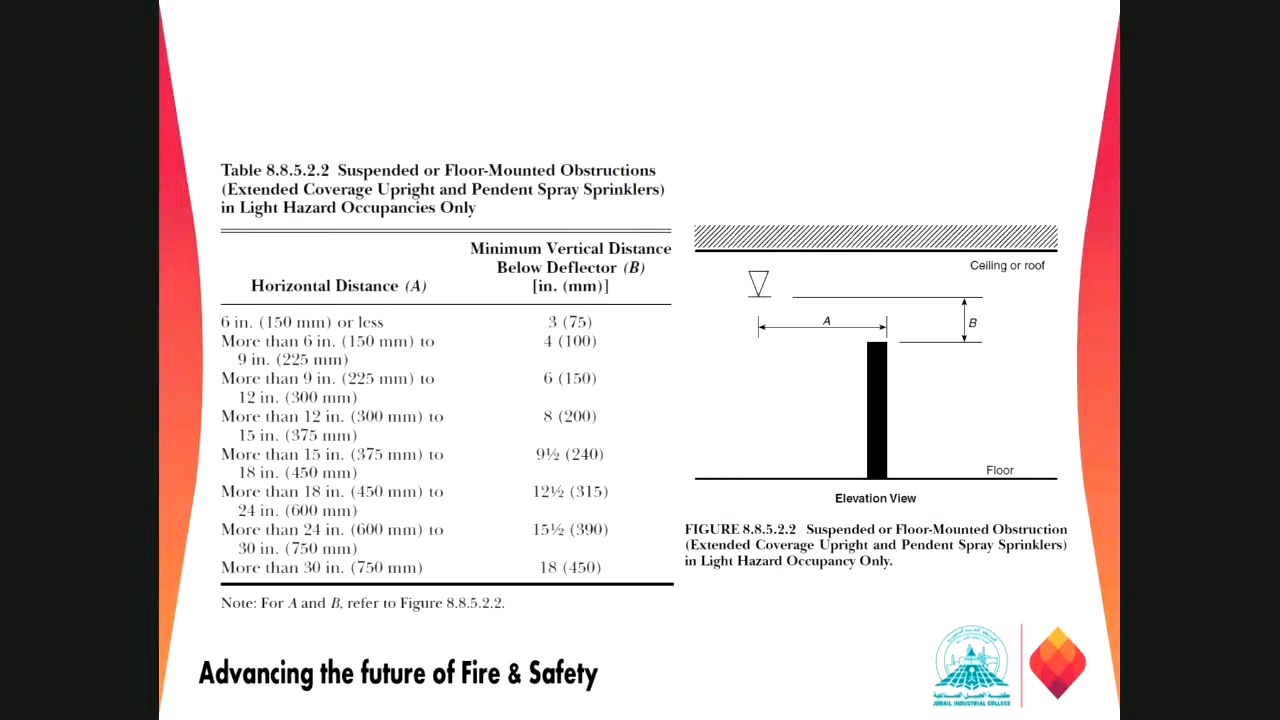 Table 8.8.5.2.2 Suspended or Floor-Mounted Obstructions
(Extended Coverage Upright and Pendent Spray Sprinklers)
in Light Hazard Occupancies Only
Horizontal Distance (A)
Minimum Vertical Distance
Below Deflector (B)
[in. (mm)]
6 in. (150 mm) or less 3 (75)
More than 6 in. (150 mm) to 4 (100)
9 in. (225 mm)
More than 9 in. (225 mm) to 6 (150)
12 in. (300 mm)
More than 12 in. (300 mm) to 8 (200)
15 in. (375 mm)
More than 15 in. (375 mm) to 9½ (240)
18 in. (450 mm)
More than 18 in. (450 mm) to 12½ (315)
24 in. (600 mm)
More than 24 in. (600 mm) to 15½ (390)
30 in. (750 mm)
More than 30 in. (750 mm) 18 (450)
Note: For A and B, refer to Figure 8.8.5.2.2.
Ceiling or roof
A
B
Floor
Elevation View
FIGURE 8.8.5.2.2 Suspended or Floor-Mounted Obstruction
(Extended Coverage Upright and Pendent Spray Sprinklers)
in Light Hazard Occupancy Only.
Advancing the future of Fire & Safety
كلية الجبيل الصناعية
JUBAIL INDUSTRIAL COLLEGE